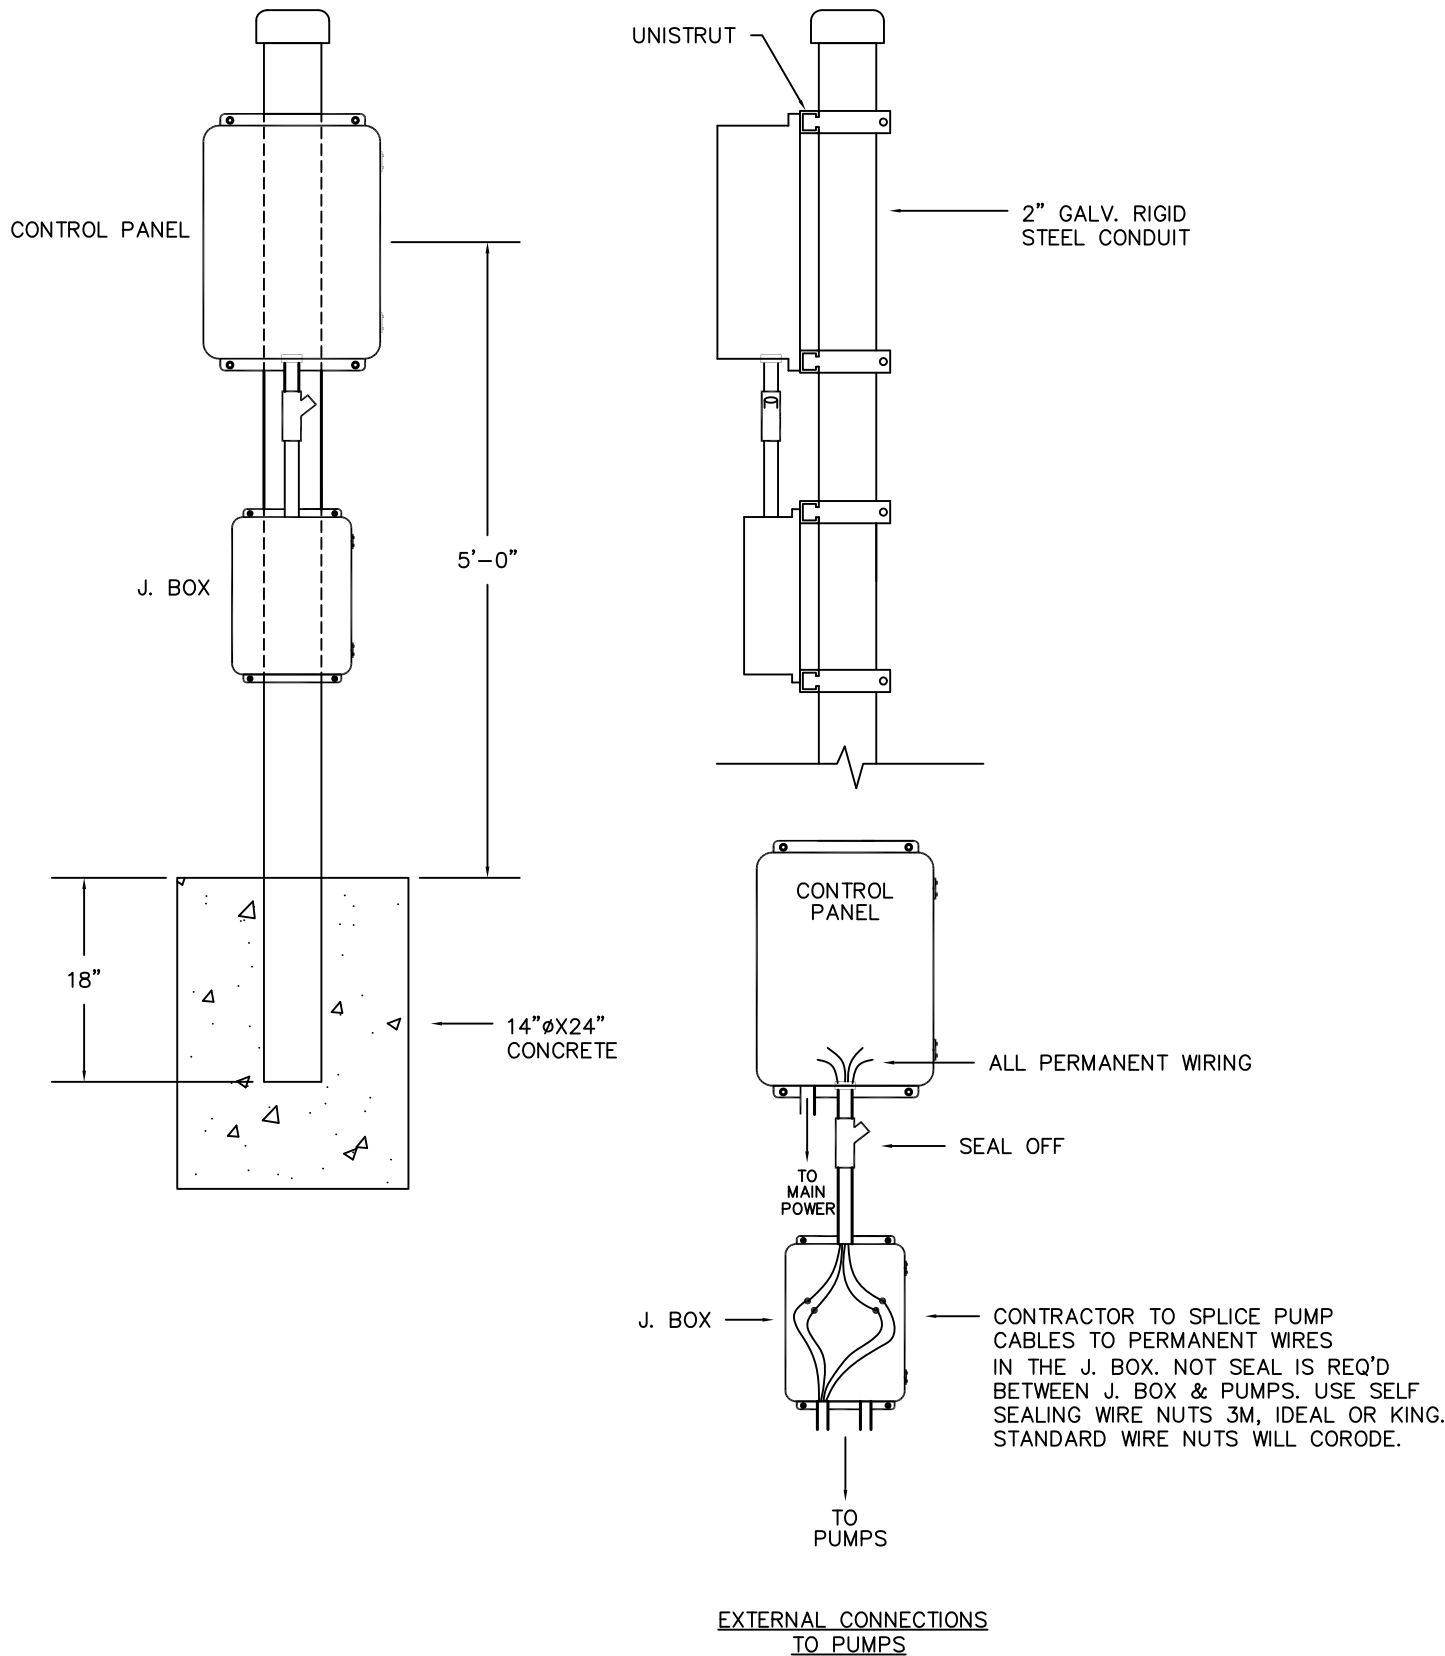 UNISTRUT
CONTROL PANEL
2" GALV. RIGID
STEEL CONDUIT
5'-0"
J. BOX
18"
14"øX24"
CONCRETE
CONTROL
PANEL
ALL PERMANENT WIRING
SEAL OFF
TO
MAIN
POWER
J. BOX
CONTRACTOR TO SPLICE PUMP
CABLES TO PERMANENT WIRES
IN THE J. BOX. NOT SEAL IS REQ'D
BETWEEN J. BOX & PUMPS. USE SELF
SEALING WIRE NUTS 3M, IDEAL OR KING.
STANDARD WIRE NUTS WILL CORODE.
TO
PUMPS
EXTERNAL CONNECTIONS
TO PUMPS